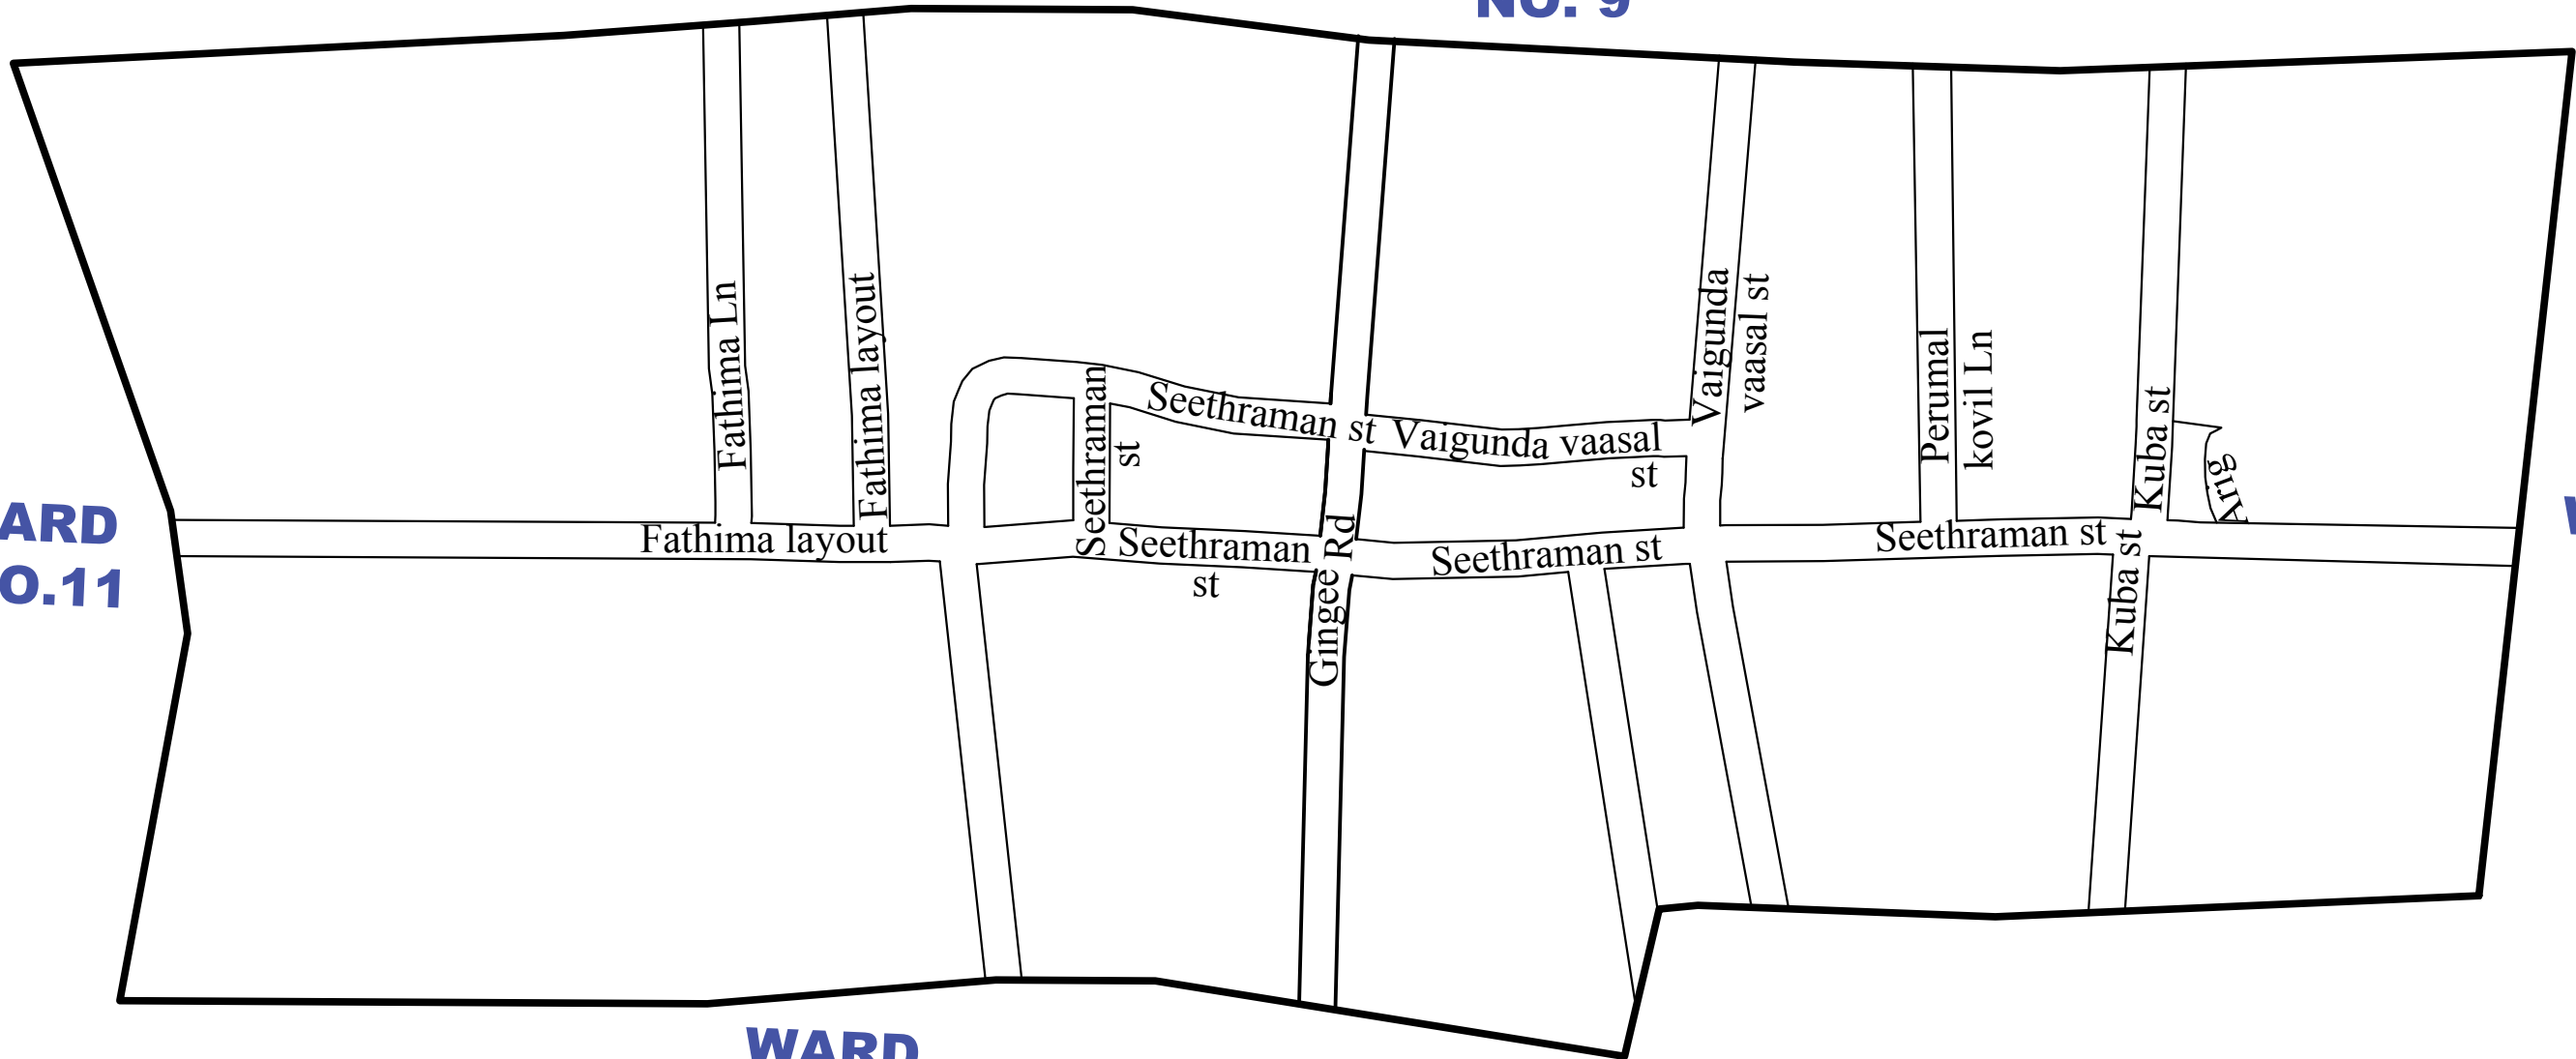 NO. 9
Fathima Ln
Fathima layout
Vaigunda
vaasal st
Perumal
kovil Ln
Seethraman
st
Seethraman st
Vaigunda vaasal
st
Kuba st
ARD
O.11
Fathima layout
Seethraman
st
Gingee Rd
Seethraman st
Seethraman st
Kuba st
WARD